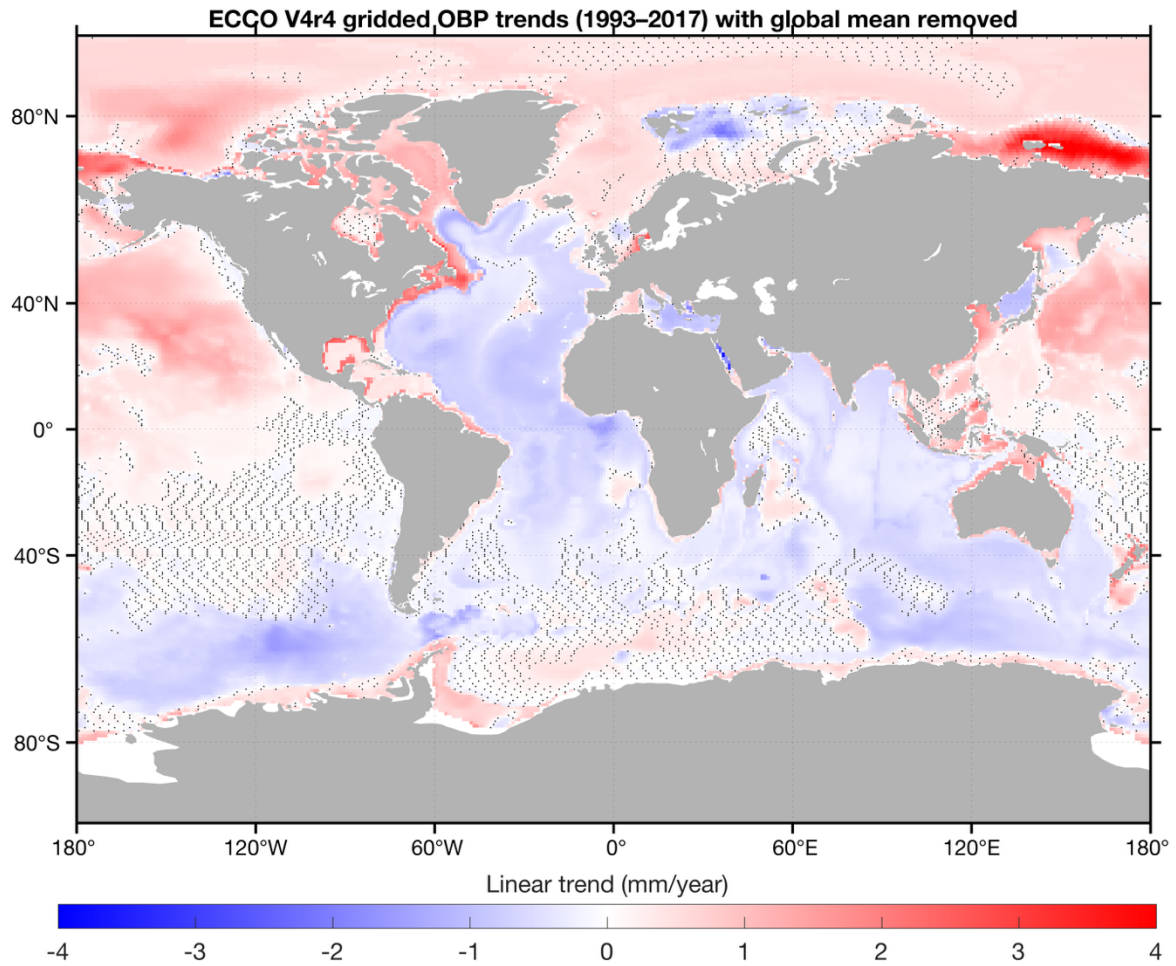 ECCO V4r4 gridded OBP trends (1993–2017) with global mean removed
80°N
40°N
0°
40°S
80°S
180° 120°W 60°W 0° 60°E 120°E 180°
Linear trend (mm/year)
-4 -3 -2 -1 0 1 2 3 4